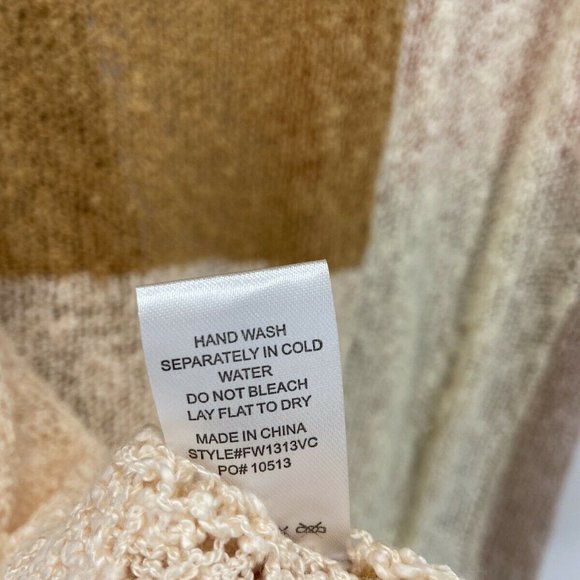 HAND WASH
SEPARATELY IN COLD
WATER
DO NOT BLEACH
LAY FLAT TO DRY
MADE IN CHINA
STYLE#FW1313VC
PO# 10513